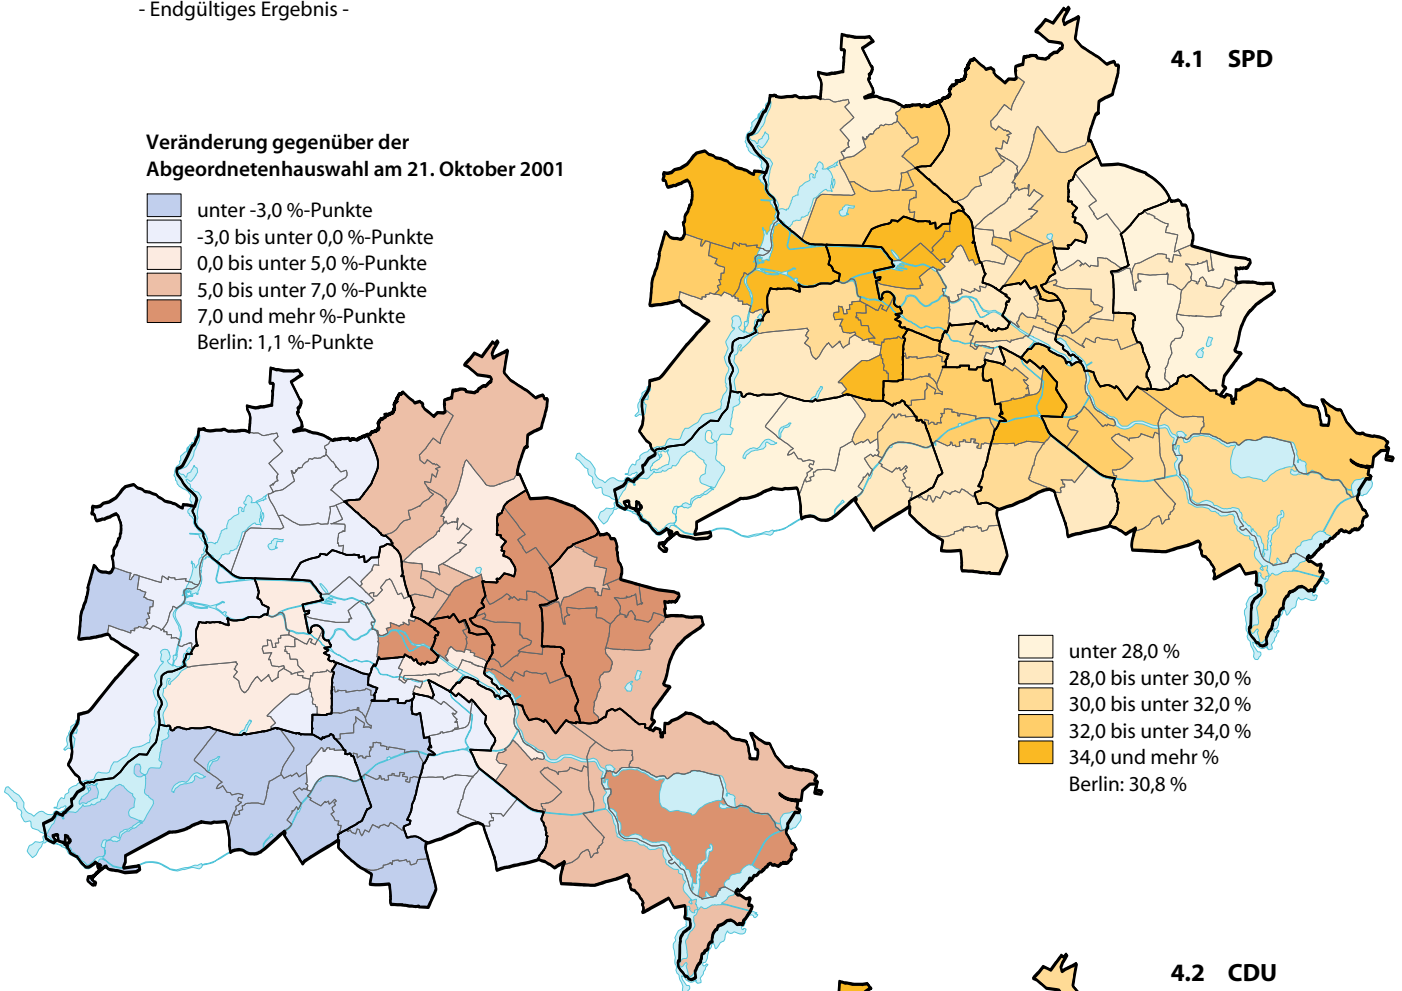 - Endgültiges Ergebnis -
4.1 SPD
Veränderung gegenüber der
Abgeordnetenhauswahl am 21. Oktober 2001
unter -3,0 %-Punkte
-3,0 bis unter 0,0 %-Punkte
0,0 bis unter 5,0 %-Punkte
5,0 bis unter 7,0 %-Punkte
7,0 und mehr %-Punkte
Berlin: 1,1 %-Punkte
unter 28,0 %
28,0 bis unter 30,0 %
30,0 bis unter 32,0 %
32,0 bis unter 34,0 %
34,0 und mehr %
Berlin: 30,8 %
4.2 CDU